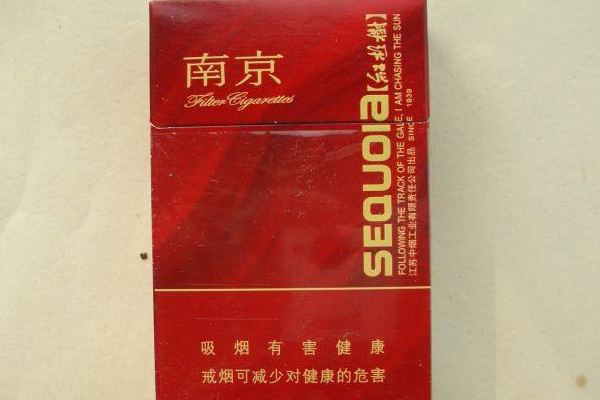 南京
Filter Cigarettes
SEQUOIA【紅杉樹】
FOLLOWING THE TRACK OF THE GALE, I AM CHASING THE SUN
江苏中烟工业有限责任公司出品 SINCE 1939
吸烟有害健康
戒烟可减少对健康的危害